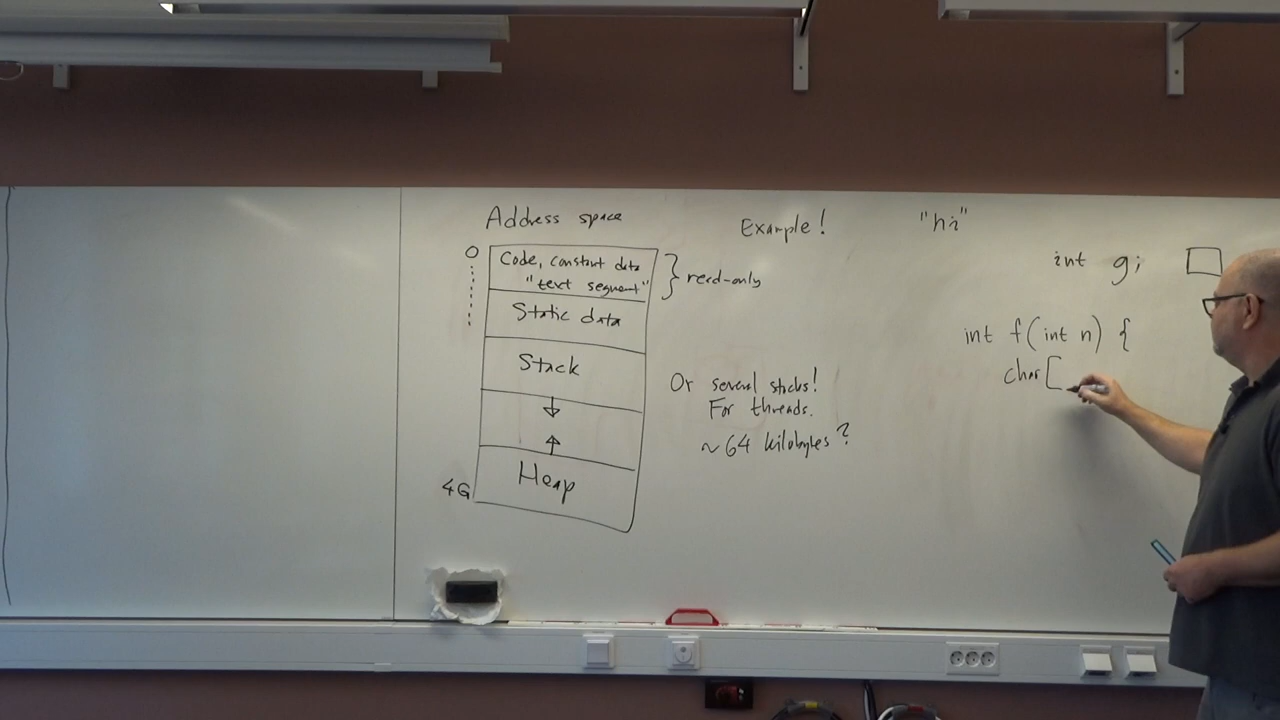 Address space
0
Code, constant data
"text segment"
read-only
Static data
Stack
Heap
4G
Or several stacks!
For threads.
~64 kilobytes?
Example!
"hi"
int g;
int f(int n) {
char[